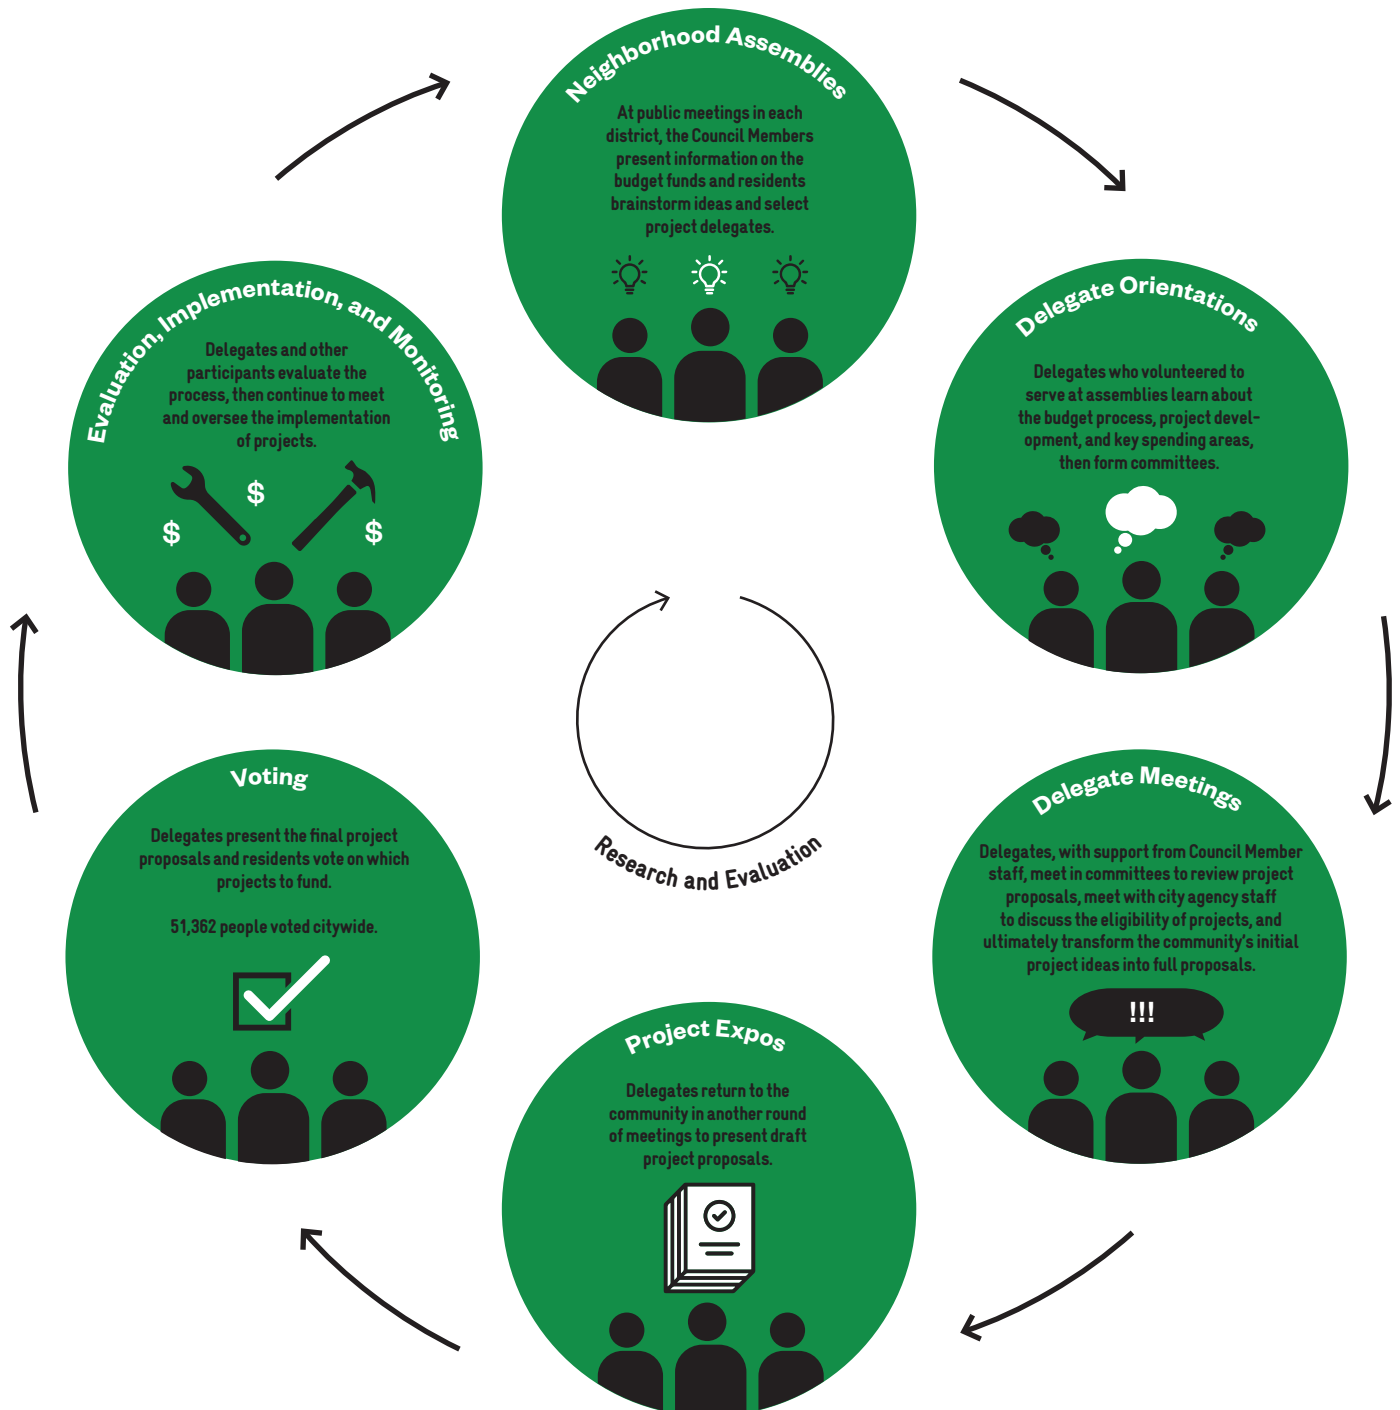 Neighborhood Assemblies
At public meetings in each
district, the Council Members
present information on the
budget funds and residents
brainstorm ideas and select
project delegates.
Delegate Orientations
Delegates who volunteered to
serve at assemblies learn about
the budget process, project devel-
opment, and key spending areas,
then form committees.
Delegate Meetings
Delegates, with support from Council Member
staff, meet in committees to review project
proposals, meet with city agency staff
to discuss the eligibility of projects, and
ultimately transform the community's initial
project ideas into full proposals.
!!!
Project Expos
Delegates return to the
community in another round
of meetings to present draft
project proposals.
Voting
Delegates present the final project
proposals and residents vote on which
projects to fund.
51,362 people voted citywide.
Evaluation, Implementation, and Monitoring
Delegates and other
participants evaluate the
process, then continue to meet
and oversee the implementation
of projects.
$
$
$
Research and Evaluation